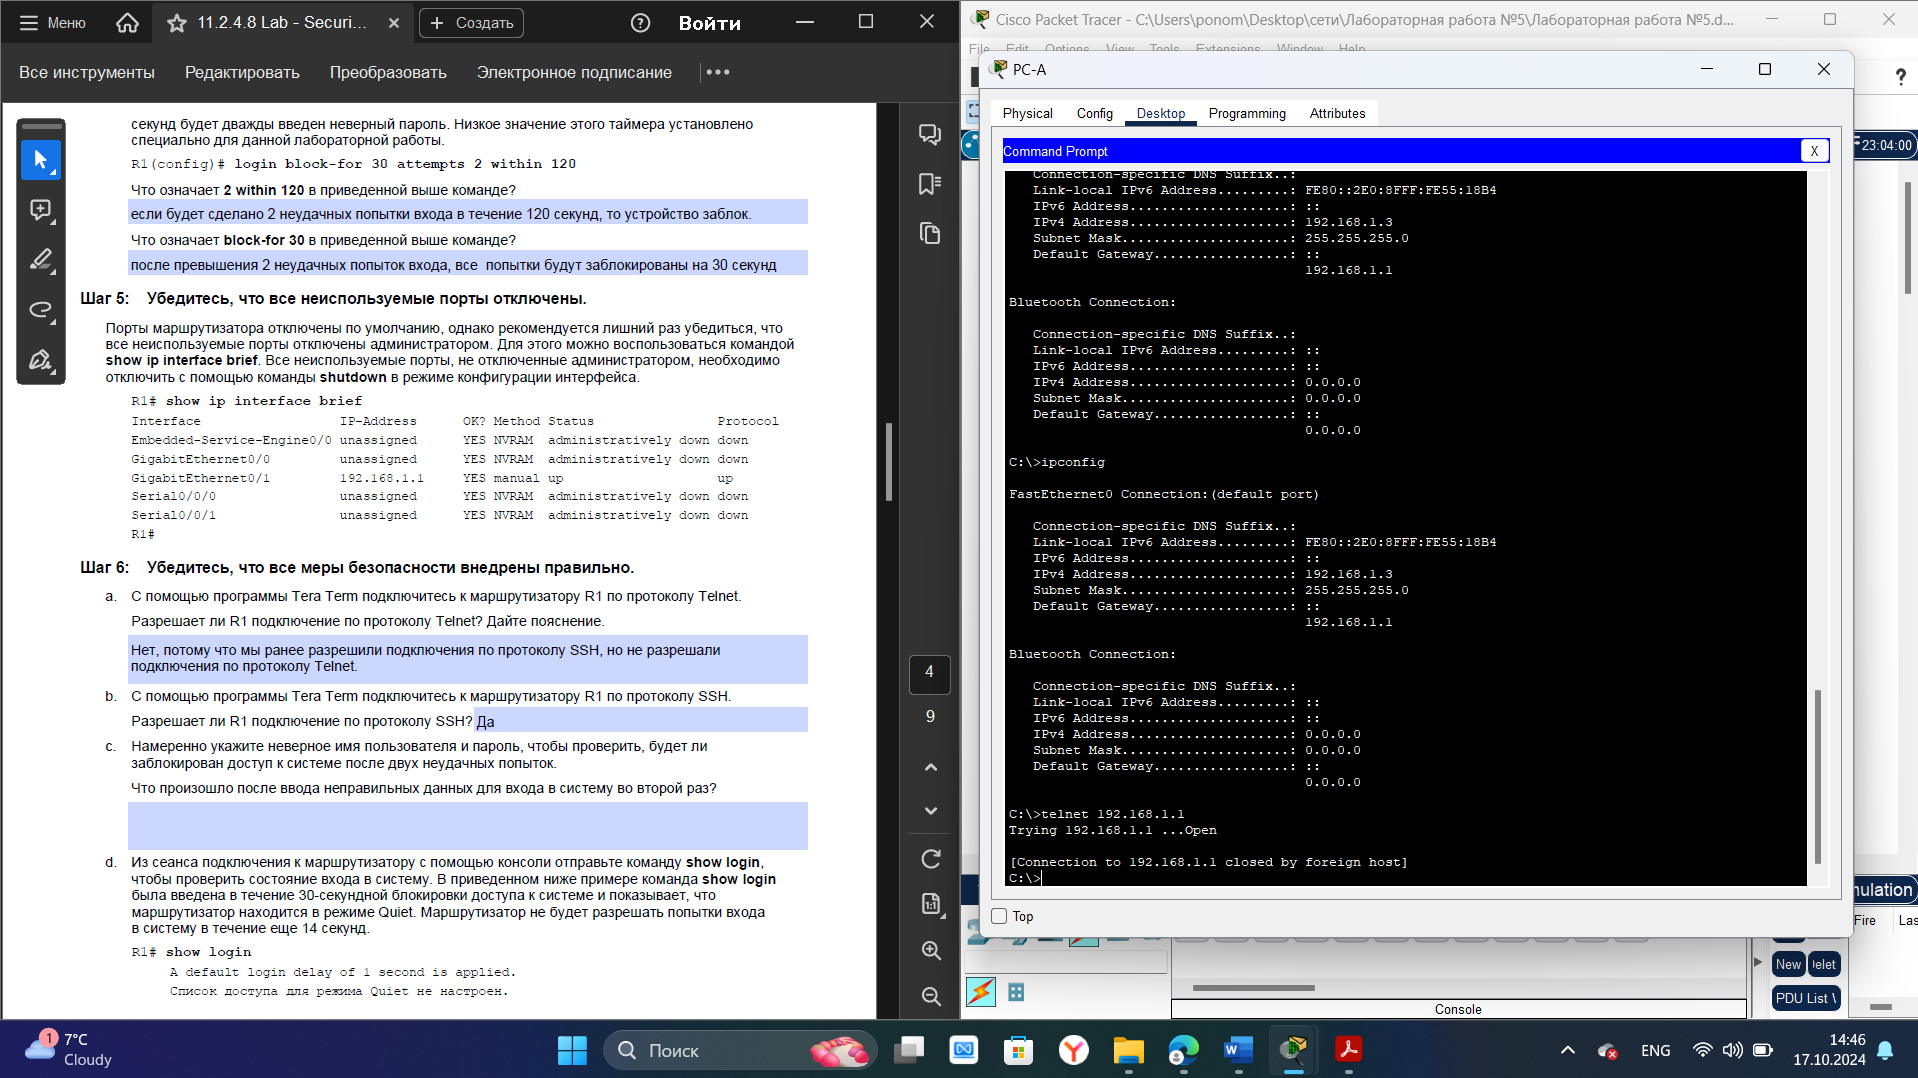 Меню
11.2.4.8 Lab - Securi...
Создать
Войти
Все инструменты
Редактировать
Преобразовать
Электронное подписание
секунд будет дважды введен неверный пароль. Низкое значение этого таймера установлено
специально для данной лабораторной работы.
R1(config)# login block-for 30 attempts 2 within 120
Что означает 2 within 120 в приведенной выше команде?
если будет сделано 2 неудачных попытки входа в течение 120 секунд, то устройство заблок.
Что означает block-for 30 в приведенной выше команде?
после превышения 2 неудачных попыток входа, все  попытки будут заблокированы на 30 секунд
Шаг 5: Убедитесь, что все неиспользуемые порты отключены.
Порты маршрутизатора отключены по умолчанию, однако рекомендуется лишний раз убедиться, что
все неиспользуемые порты отключены администратором. Для этого можно воспользоваться командой
show ip interface brief. Все неиспользуемые порты, не отключенные администратором, необходимо
отключить с помощью команды shutdown в режиме конфигурации интерфейса.
R1# show ip interface brief
Interface IP-Address OK? Method Status Protocol
Embedded-Service-Engine0/0 unassigned YES NVRAM administratively down down
GigabitEthernet0/0 unassigned YES NVRAM administratively down down
GigabitEthernet0/1 192.168.1.1 YES manual up up
Serial0/0/0 unassigned YES NVRAM administratively down down
Serial0/0/1 unassigned YES NVRAM administratively down down
R1#
Шаг 6: Убедитесь, что все меры безопасности внедрены правильно.
a. С помощью программы Tera Term подключитесь к маршрутизатору R1 по протоколу Telnet.
Разрешает ли R1 подключение по протоколу Telnet? Дайте пояснение.
Нет, потому что мы ранее разрешили подключения по протоколу SSH, но не разрешали
подключения по протоколу Telnet.
b. С помощью программы Tera Term подключитесь к маршрутизатору R1 по протоколу SSH.
Разрешает ли R1 подключение по протоколу SSH? Да
c. Намеренно укажите неверное имя пользователя и пароль, чтобы проверить, будет ли
заблокирован доступ к системе после двух неудачных попыток.
Что произошло после ввода неправильных данных для входа в систему во второй раз?
d. Из сеанса подключения к маршрутизатору с помощью консоли отправьте команду show login,
чтобы проверить состояние входа в систему. В приведенном ниже примере команда show login
была введена в течение 30-секундной блокировки доступа к системе и показывает, что
маршрутизатор находится в режиме Quiet. Маршрутизатор не будет разрешать попытки входа
в систему в течение еще 14 секунд.
R1# show login
A default login delay of 1 second is applied.
Список доступа для режима Quiet не настроен.
4
9
1:1
Cisco Packet Tracer - C:\Users\ponom\Desktop\сети\Лабораторная работа №5\Лабораторная работа №5.d...
File Edit Options View Tools Extensions Window Help
?
23:04:00
PC-A
Physical Config Desktop Programming Attributes
Command Prompt
X
Connection-specific DNS Suffix..:
Link-local IPv6 Address.........: FE80::2E0:8FFF:FE55:18B4
IPv6 Address....................: ::
IPv4 Address....................: 192.168.1.3
Subnet Mask.....................: 255.255.255.0
Default Gateway.................: ::
192.168.1.1
Bluetooth Connection:
Connection-specific DNS Suffix..:
Link-local IPv6 Address.........: ::
IPv6 Address....................: ::
IPv4 Address....................: 0.0.0.0
Subnet Mask.....................: 0.0.0.0
Default Gateway.................: ::
0.0.0.0
C:\>ipconfig
FastEthernet0 Connection:(default port)
Connection-specific DNS Suffix..:
Link-local IPv6 Address.........: FE80::2E0:8FFF:FE55:18B4
IPv6 Address....................: ::
IPv4 Address....................: 192.168.1.3
Subnet Mask.....................: 255.255.255.0
Default Gateway.................: ::
192.168.1.1
Bluetooth Connection:
Connection-specific DNS Suffix..:
Link-local IPv6 Address.........: ::
IPv6 Address....................: ::
IPv4 Address....................: 0.0.0.0
Subnet Mask.....................: 0.0.0.0
Default Gateway.................: ::
0.0.0.0
C:\>telnet 192.168.1.1
Trying 192.168.1.1 ...Open
[Connection to 192.168.1.1 closed by foreign host]
C:\>
Top
mulation
Fire Las
New elet
PDU List \
Console
1
7°C
Cloudy
Поиск
ENG
14:46
17.10.2024